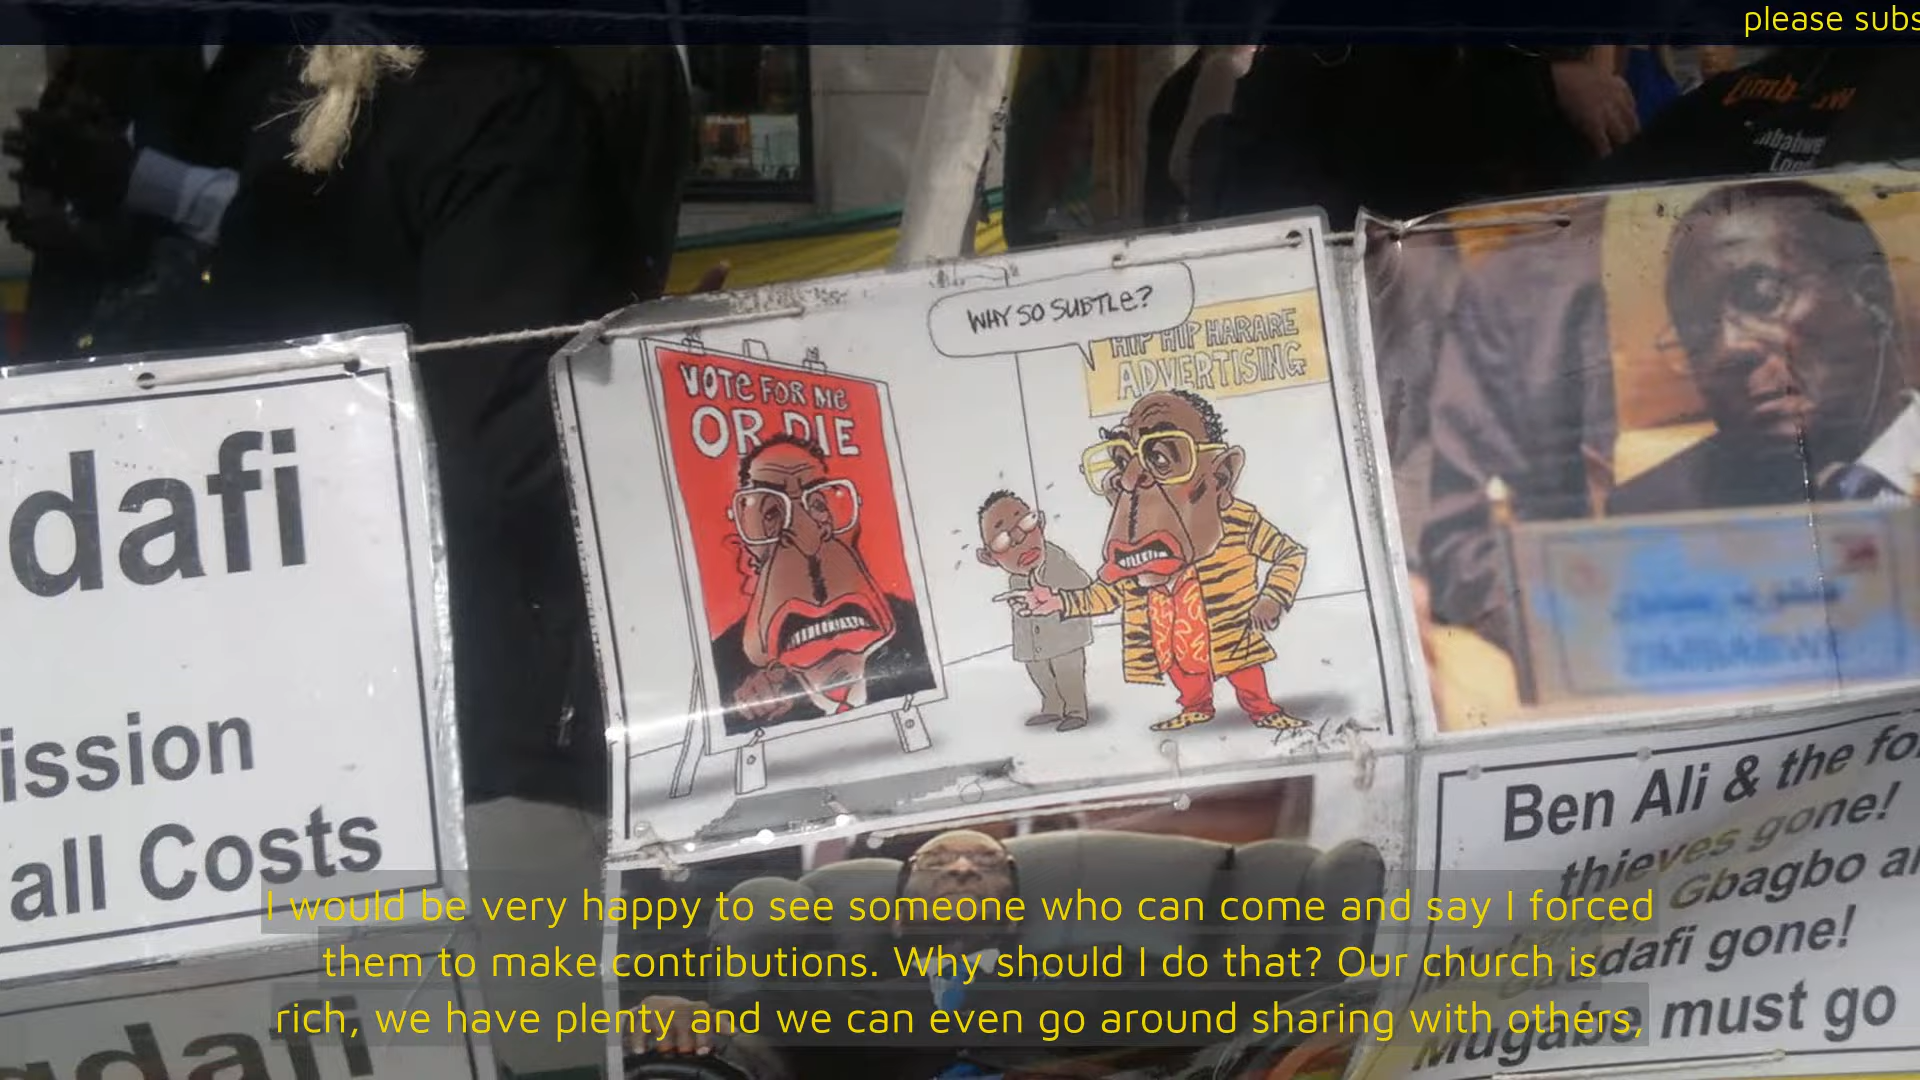 please subs
WHY SO SUBTLE?
HIP HIP HARARE
ADVERTISING
VOTE FOR ME
OR DIE
dafi
ission
all Costs
Ben Ali & the fo
thieves gone!
Gbagbo a
dafi gone!
Mugabe must go
dafi
I would be very happy to see someone who can come and say I forced
them to make contributions. Why should I do that? Our church is
rich, we have plenty and we can even go around sharing with others,